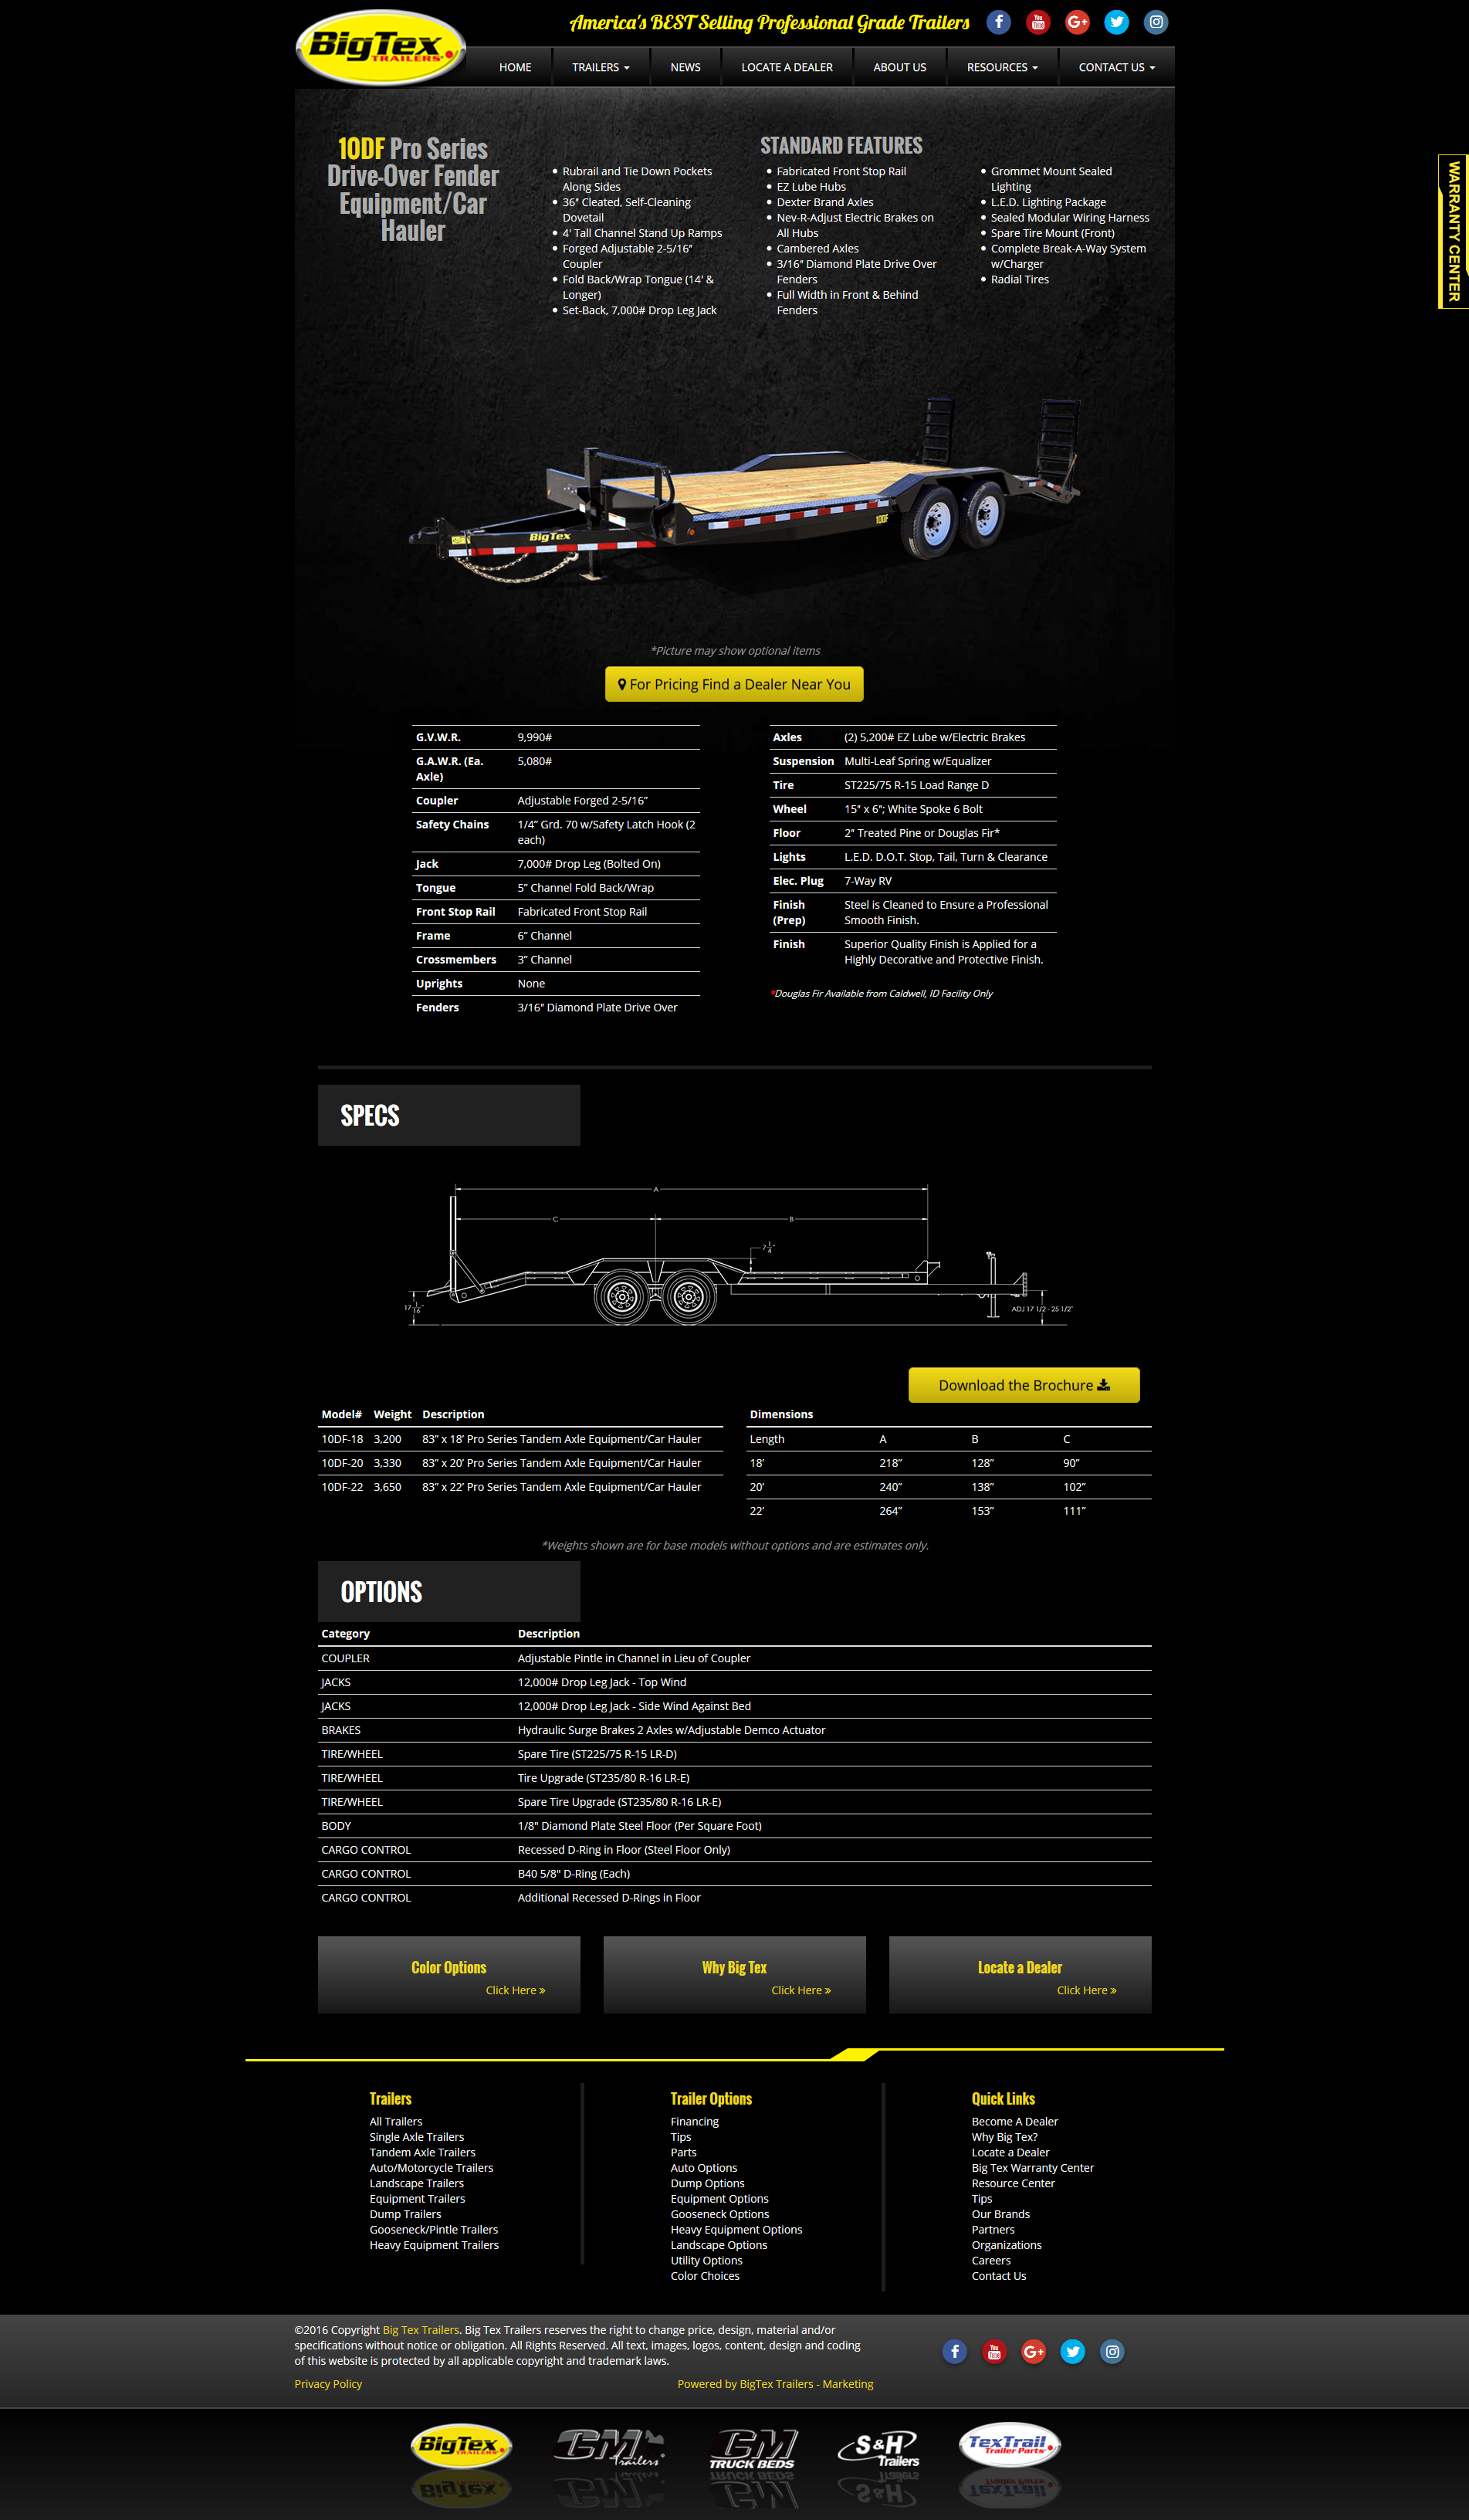 BigTex
TRAILERS
America's BEST Selling Professional Grade Trailers
HOME
TRAILERS
NEWS
LOCATE A DEALER
ABOUT US
RESOURCES
CONTACT US
WARRANTY CENTER
10DF Pro Series
Drive-Over Fender
Equipment/Car
Hauler
STANDARD FEATURES
Rubrail and Tie Down Pockets
Along Sides
36" Cleated, Self-Cleaning
Dovetail
4' Tall Channel Stand Up Ramps
Forged Adjustable 2-5/16"
Coupler
Fold Back/Wrap Tongue (14' &
Longer)
Set-Back, 7,000# Drop Leg Jack
Fabricated Front Stop Rail
EZ Lube Hubs
Dexter Brand Axles
Nev-R-Adjust Electric Brakes on
All Hubs
Cambered Axles
3/16" Diamond Plate Drive Over
Fenders
Full Width in Front & Behind
Fenders
Grommet Mount Sealed
Lighting
L.E.D. Lighting Package
Sealed Modular Wiring Harness
Spare Tire Mount (Front)
Complete Break-A-Way System
w/Charger
Radial Tires
BigTex
10DF
*Picture may show optional items
For Pricing Find a Dealer Near You
G.V.W.R. 9,990#
G.A.W.R. (Ea. 5,080#
Axle)
Coupler Adjustable Forged 2-5/16”
Safety Chains 1/4” Grd. 70 w/Safety Latch Hook (2
each)
Jack 7,000# Drop Leg (Bolted On)
Tongue 5” Channel Fold Back/Wrap
Front Stop Rail Fabricated Front Stop Rail
Frame 6” Channel
Crossmembers 3” Channel
Uprights None
Fenders 3/16" Diamond Plate Drive Over
Axles (2) 5,200# EZ Lube w/Electric Brakes
Suspension Multi-Leaf Spring w/Equalizer
Tire ST225/75 R-15 Load Range D
Wheel 15" x 6"; White Spoke 6 Bolt
Floor 2" Treated Pine or Douglas Fir*
Lights L.E.D. D.O.T. Stop, Tail, Turn & Clearance
Elec. Plug 7-Way RV
Finish Steel is Cleaned to Ensure a Professional
(Prep) Smooth Finish.
Finish Superior Quality Finish is Applied for a
Highly Decorative and Protective Finish.
*Douglas Fir Available from Caldwell, ID Facility Only
SPECS
A
C
B
7 1/4"
17 1/16"
ADJ 17 1/2 - 25 1/2"
Download the Brochure
Model# Weight Description
10DF-18 3,200 83” x 18’ Pro Series Tandem Axle Equipment/Car Hauler
10DF-20 3,330 83” x 20’ Pro Series Tandem Axle Equipment/Car Hauler
10DF-22 3,650 83” x 22’ Pro Series Tandem Axle Equipment/Car Hauler
Dimensions
Length A B C
18’ 218” 128” 90”
20’ 240” 138” 102”
22’ 264” 153” 111”
*Weights shown are for base models without options and are estimates only.
OPTIONS
Category Description
COUPLER Adjustable Pintle in Channel in Lieu of Coupler
JACKS 12,000# Drop Leg Jack - Top Wind
JACKS 12,000# Drop Leg Jack - Side Wind Against Bed
BRAKES Hydraulic Surge Brakes 2 Axles w/Adjustable Demco Actuator
TIRE/WHEEL Spare Tire (ST225/75 R-15 LR-D)
TIRE/WHEEL Tire Upgrade (ST235/80 R-16 LR-E)
TIRE/WHEEL Spare Tire Upgrade (ST235/80 R-16 LR-E)
BODY 1/8" Diamond Plate Steel Floor (Per Square Foot)
CARGO CONTROL Recessed D-Ring in Floor (Steel Floor Only)
CARGO CONTROL B40 5/8" D-Ring (Each)
CARGO CONTROL Additional Recessed D-Rings in Floor
Color Options
Click Here »
Why Big Tex
Click Here »
Locate a Dealer
Click Here »
Trailers
All Trailers
Single Axle Trailers
Tandem Axle Trailers
Auto/Motorcycle Trailers
Landscape Trailers
Equipment Trailers
Dump Trailers
Gooseneck/Pintle Trailers
Heavy Equipment Trailers
Trailer Options
Financing
Tips
Parts
Auto Options
Dump Options
Equipment Options
Gooseneck Options
Heavy Equipment Options
Landscape Options
Utility Options
Color Choices
Quick Links
Become A Dealer
Why Big Tex?
Locate a Dealer
Big Tex Warranty Center
Resource Center
Tips
Our Brands
Partners
Organizations
Careers
Contact Us
©2016 Copyright Big Tex Trailers. Big Tex Trailers reserves the right to change price, design, material and/or
specifications without notice or obligation. All Rights Reserved. All text, images, logos, content, design and coding
of this website is protected by all applicable copyright and trademark laws.
Privacy Policy
Powered by BigTex Trailers - Marketing
BigTex
TRAILERS
CM
Trailers
CM
TRUCK BEDS
S&H
Trailers
TexTrail
Trailer Parts